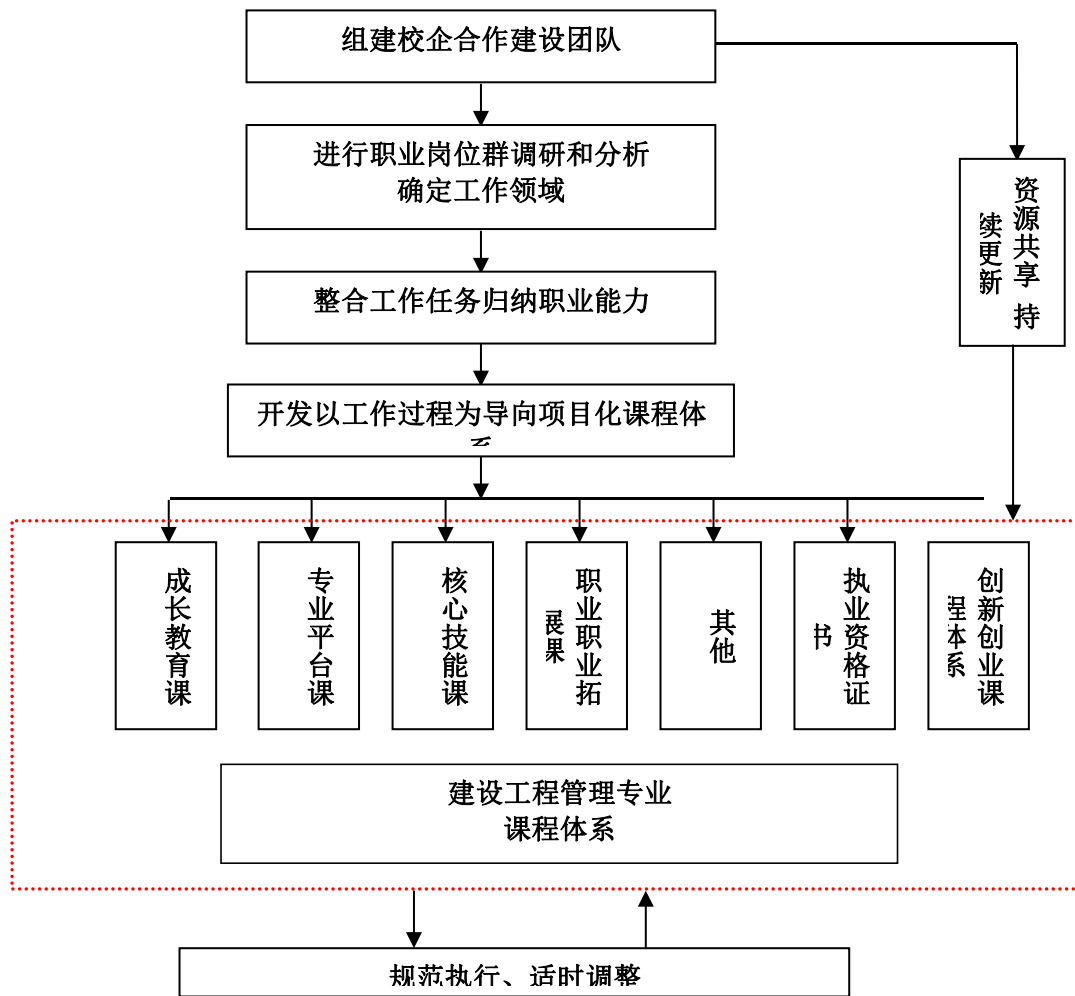 组建校企合作建设团队
进行职业岗位群调研和分析
确定工作领域
资源共享 持
续更新
整合工作任务归纳职业能力
开发以工作过程为导向项目化课程体
系
成长教育课
专业平台课
核心技能课
职业职业拓
展课
其他
执业资格证
书
创新创业课
程体系
建设工程管理专业
课程体系
规范执行、适时调整